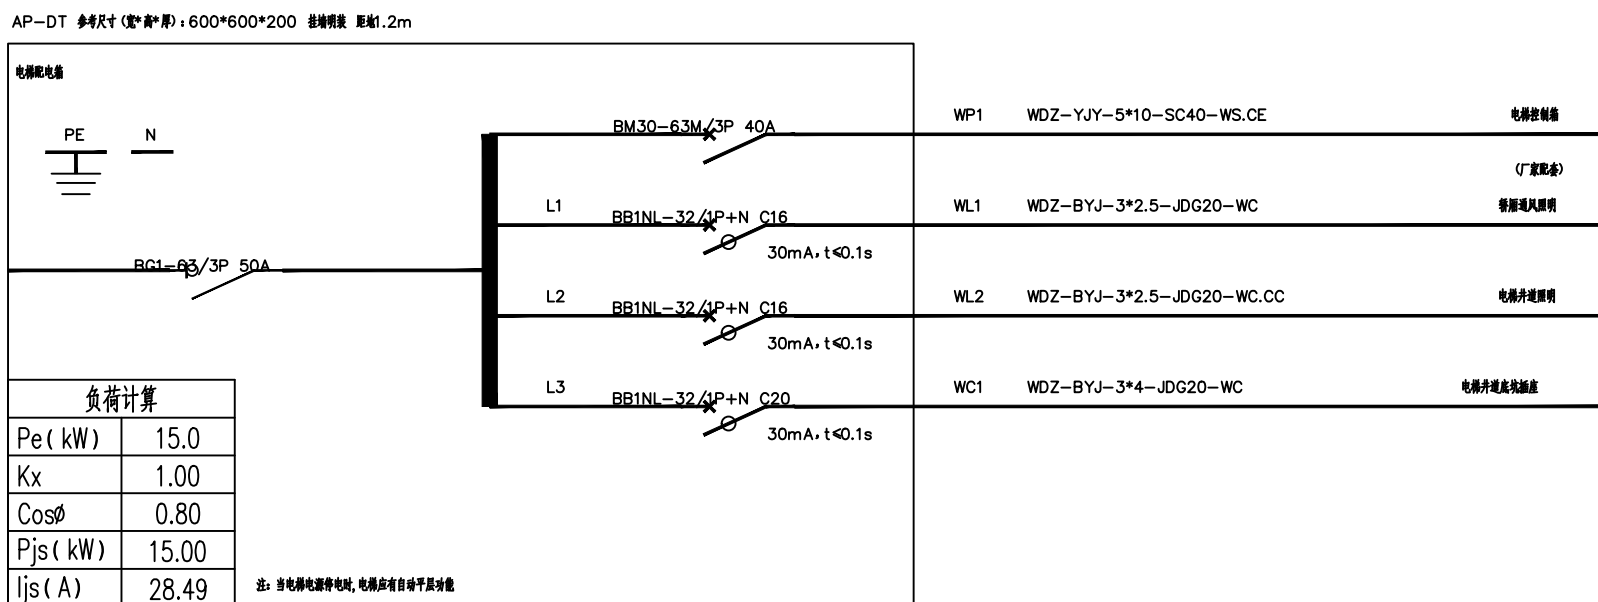 AP-DT 参考尺寸(宽*高*厚):600*600*200 挂墙明装 距地1.2m
电梯配电箱
PE N
BM30-63M/3P 40A WP1 WDZ-YJY-5*10-SC40-WS.CE 电梯控制箱
(厂家配套)
L1 BB1NL-32/1P+N C16 WL1 WDZ-BYJ-3*2.5-JDG20-WC 轿厢通风照明
30mA,t≤0.1s
BG1-63/3P 50A
L2 BB1NL-32/1P+N C16 WL2 WDZ-BYJ-3*2.5-JDG20-WC.CC 电梯井道照明
30mA,t≤0.1s
L3 BB1NL-32/1P+N C20 WC1 WDZ-BYJ-3*4-JDG20-WC 电梯井道底坑插座
30mA,t≤0.1s
负荷计算
Pe(kW) 15.0
Kx 1.00
CosØ 0.80
Pjs(kW) 15.00
Ijs(A) 28.49
注: 当电梯电源停电时,电梯应有自动平层功能